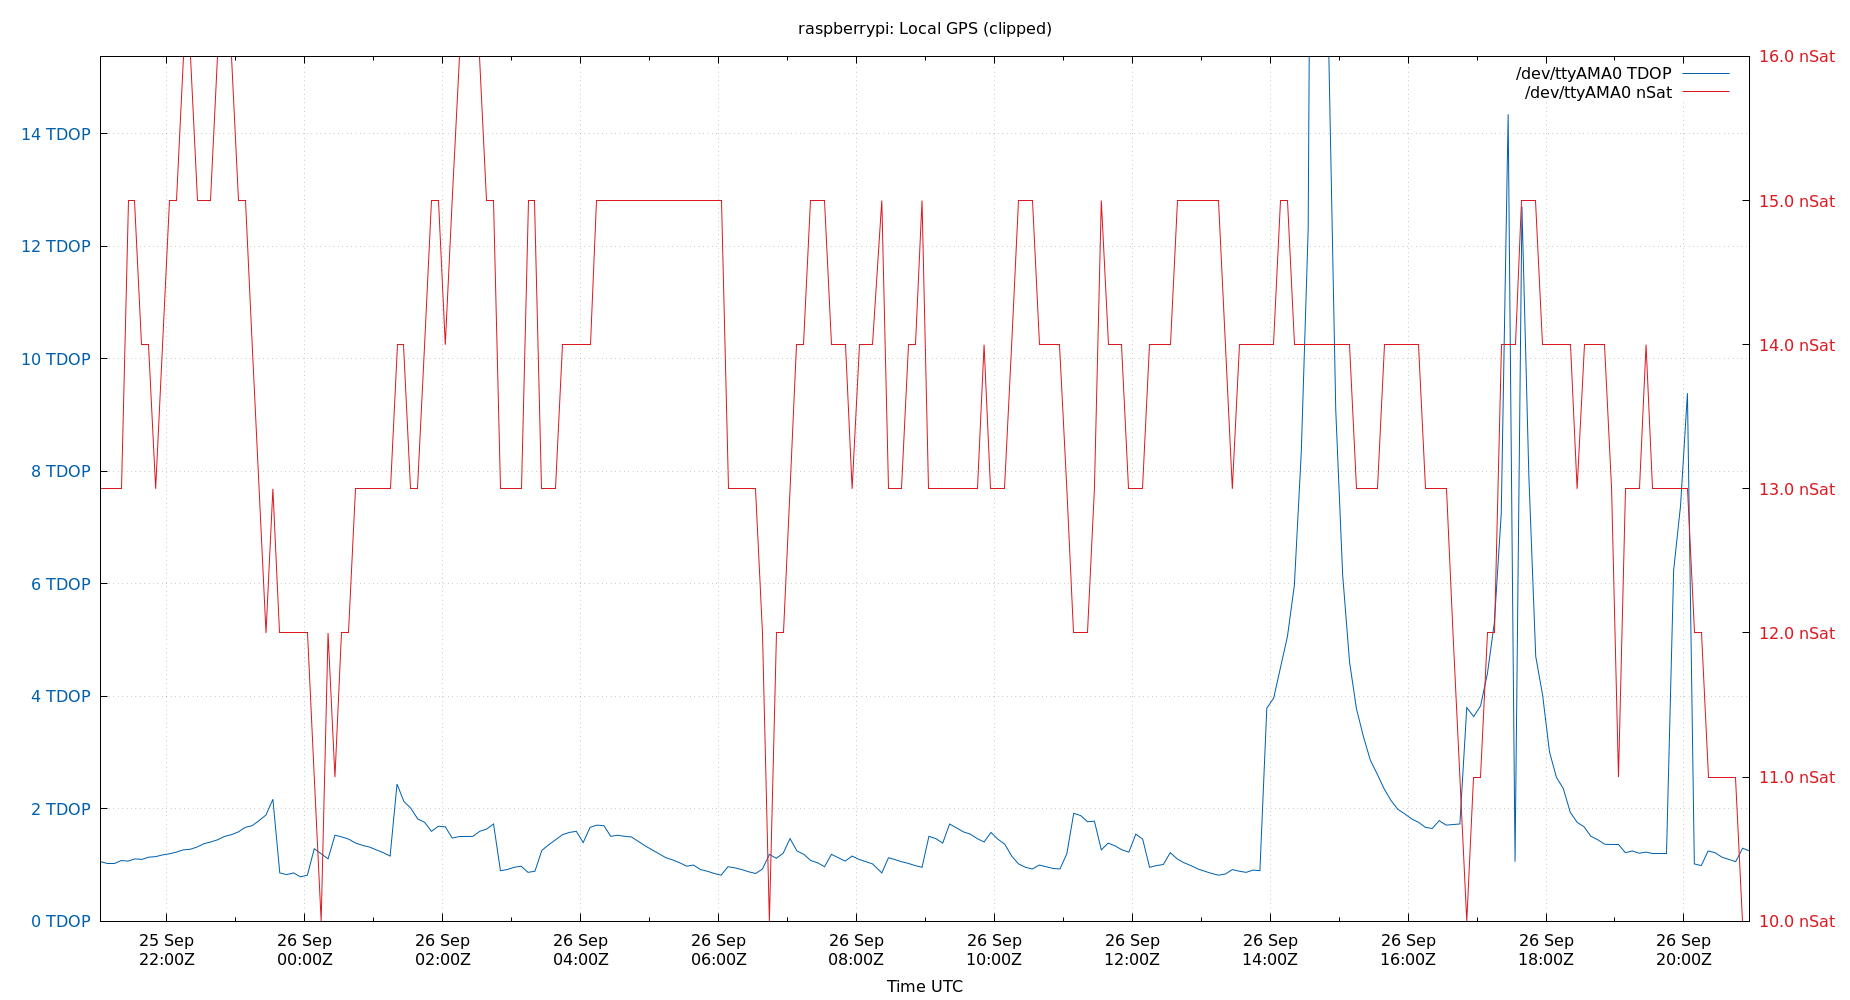 raspberrypi: Local GPS (clipped)
/dev/ttyAMA0 TDOP
/dev/ttyAMA0 nSat
14 TDOP
12 TDOP
10 TDOP
8 TDOP
6 TDOP
4 TDOP
2 TDOP
0 TDOP
16.0 nSat
15.0 nSat
14.0 nSat
13.0 nSat
12.0 nSat
11.0 nSat
10.0 nSat
25 Sep 26 Sep 26 Sep 26 Sep 26 Sep 26 Sep 26 Sep 26 Sep 26 Sep 26 Sep 26 Sep 26 Sep
22:00Z 00:00Z 02:00Z 04:00Z 06:00Z 08:00Z 10:00Z 12:00Z 14:00Z 16:00Z 18:00Z 20:00Z
Time UTC